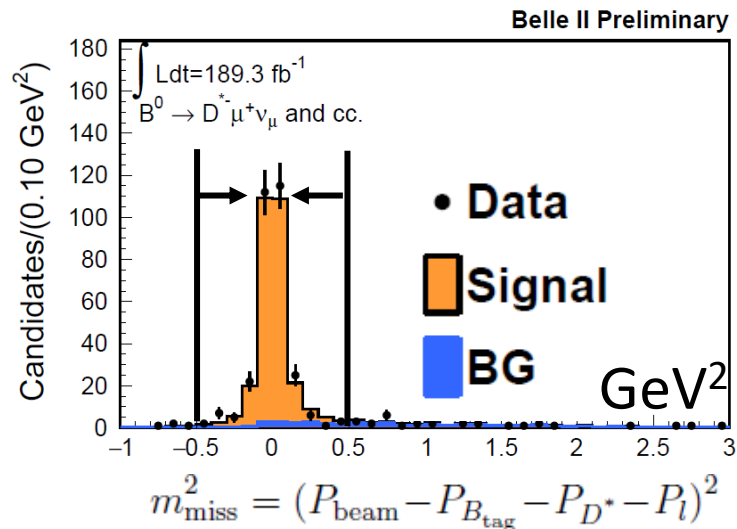 Belle II Preliminary
∫ Ldt=189.3 fb⁻¹
B⁰ → D*⁻μ⁺ν_μ and cc.
Candidates/(0.10 GeV²)
180
160
140
120
100
80
60
40
20
0
Data
Signal
BG
GeV²
−1 −0.5 0 0.5 1 1.5 2 2.5 3
m²_miss = (P_beam − P_B_tag − P_D* − P_l)²